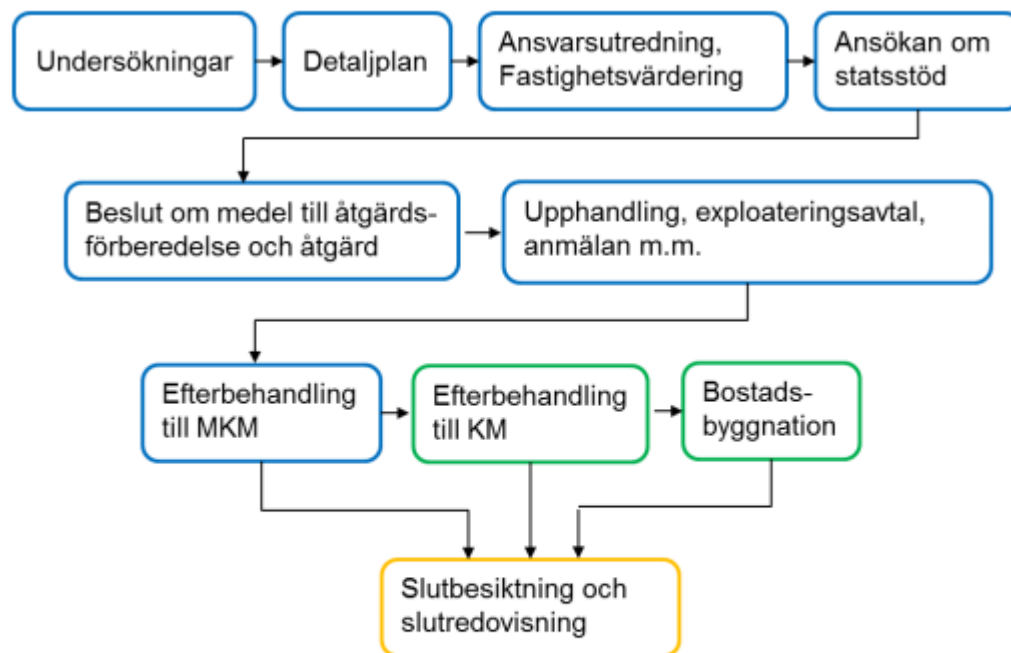 Undersökningar
Detaljplan
Ansvarsutredning,
Fastighetsvärdering
Ansökan om
statsstöd
Beslut om medel till åtgärds-
förberedelse och åtgärd
Upphandling, exploateringsavtal,
anmälan m.m.
Efterbehandling
till MKM
Efterbehandling
till KM
Bostads-
byggnation
Slutbesiktning och
slutredovisning